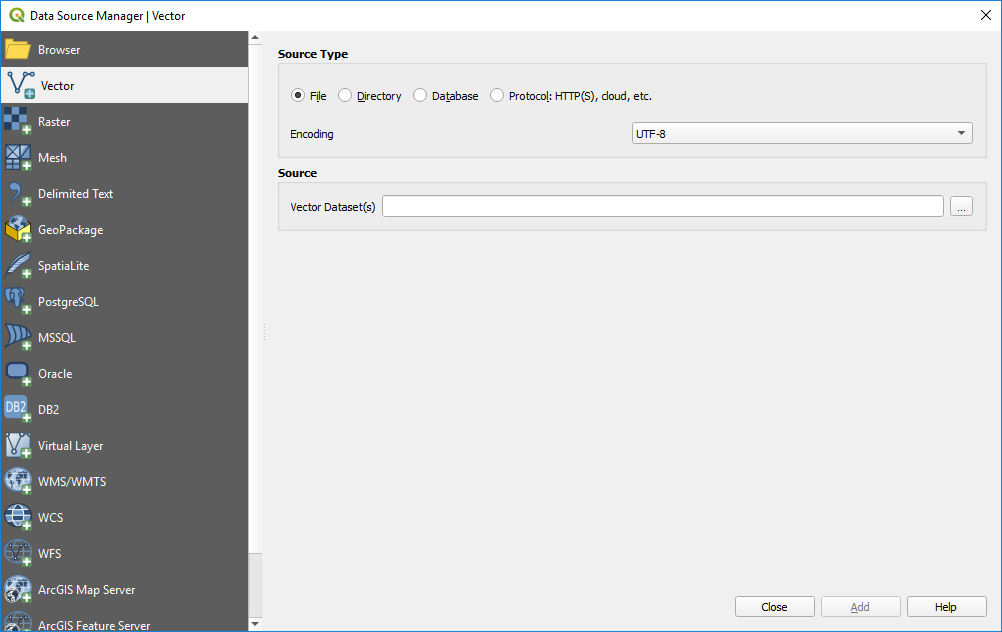 Data Source Manager | Vector
Browser
Vector
Raster
Mesh
Delimited Text
GeoPackage
SpatiaLite
PostgreSQL
MSSQL
Oracle
DB2
DB2
Virtual Layer
WMS/WMTS
WCS
WFS
ArcGIS Map Server
ArcGIS Feature Server
Source Type
File Directory Database Protocol: HTTP(S), cloud, etc.
Encoding UTF-8
Source
Vector Dataset(s) ...
Close Add Help